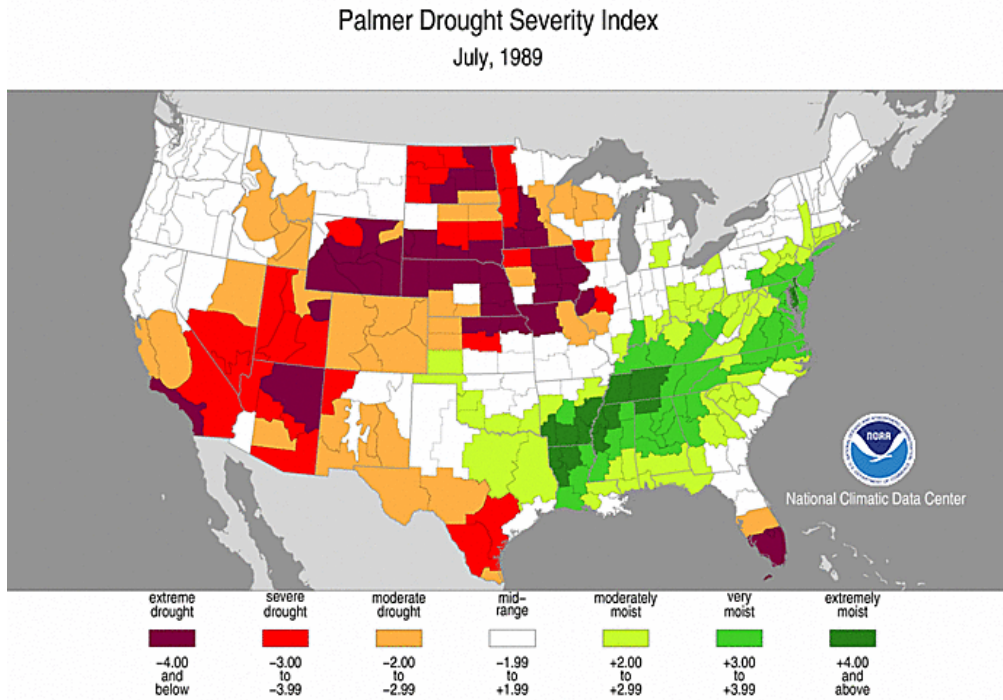 Palmer Drought Severity Index
July, 1989
NOAA
National Climatic Data Center
extreme drought
severe drought
moderate drought
mid-range
moderately moist
very moist
extremely moist
−4.00 and below
−3.00 to −3.99
−2.00 to −2.99
−1.99 to +1.99
+2.00 to +2.99
+3.00 to +3.99
+4.00 and above